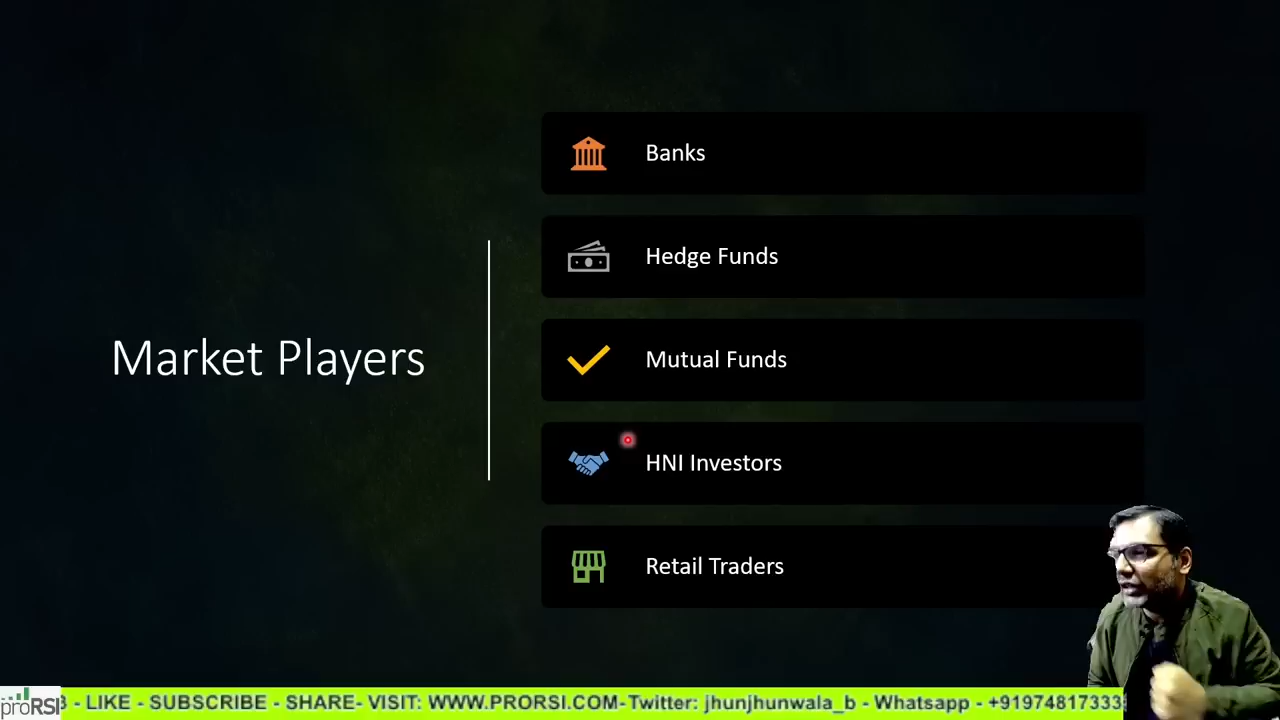 Market Players
Banks
Hedge Funds
Mutual Funds
HNI Investors
Retail Traders
proRSI
- LIKE - SUBSCRIBE - SHARE- VISIT: WWW.PRORSI.COM-Twitter: jhunjhunwala_b - Whatsapp - +919748173333